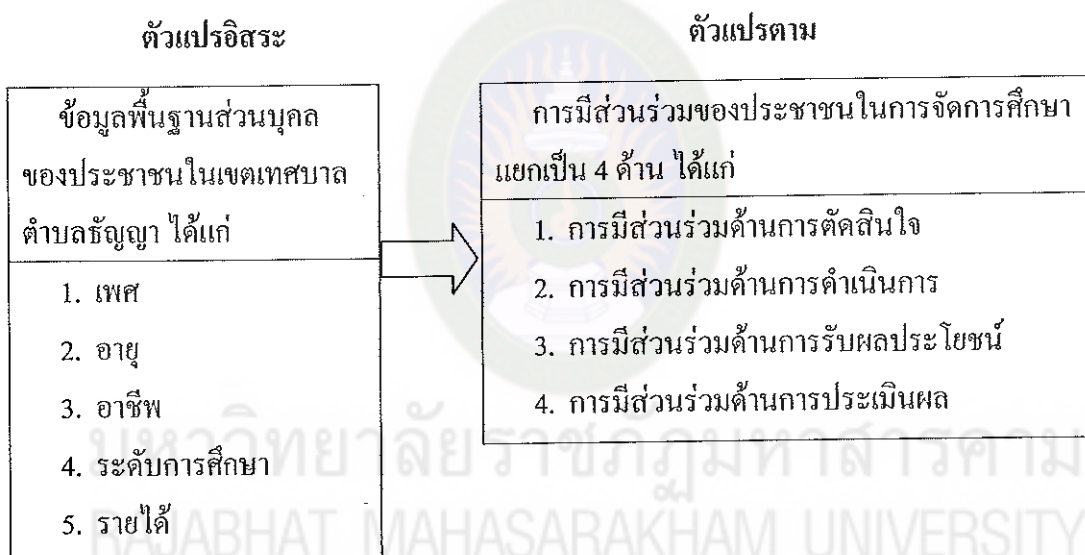 ตัวแปรอิสระ
ข้อมูลพื้นฐานส่วนบุคคล
ของประชาชนในเขตเทศบาล
ตำบลธัญญา ได้แก่
1. เพศ
2. อายุ
3. อาชีพ
4. ระดับการศึกษา
5. รายได้
ตัวแปรตาม
การมีส่วนร่วมของประชาชนในการจัดการศึกษา
แยกเป็น 4 ด้าน ได้แก่
1. การมีส่วนร่วมด้านการตัดสินใจ
2. การมีส่วนร่วมด้านการดำเนินการ
3. การมีส่วนร่วมด้านการรับผลประโยชน์
4. การมีส่วนร่วมด้านการประเมินผล
มหาวิทยาลัยราชภัฏมหาสารคาม
RAJABHAT MAHASARAKHAM UNIVERSITY